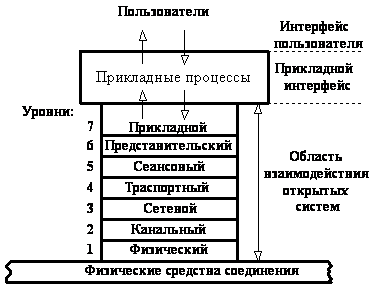 Пользователи
Интерфейс
пользователя
Прикладные процессы
Прикладной
интерфейс
Уровни:
7 Прикладной
6 Представительский
5 Сеансовый
4 Траспортный
3 Сетевой
2 Канальный
1 Физический
Область
взаимодействия
открытых
систем
Физические средства соединения